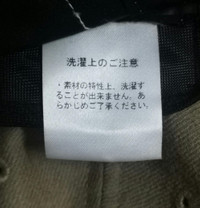 洗濯上のご注意
・素材の特性上、洗濯す
ることが出来ません。あ
らかじめご了承ください。